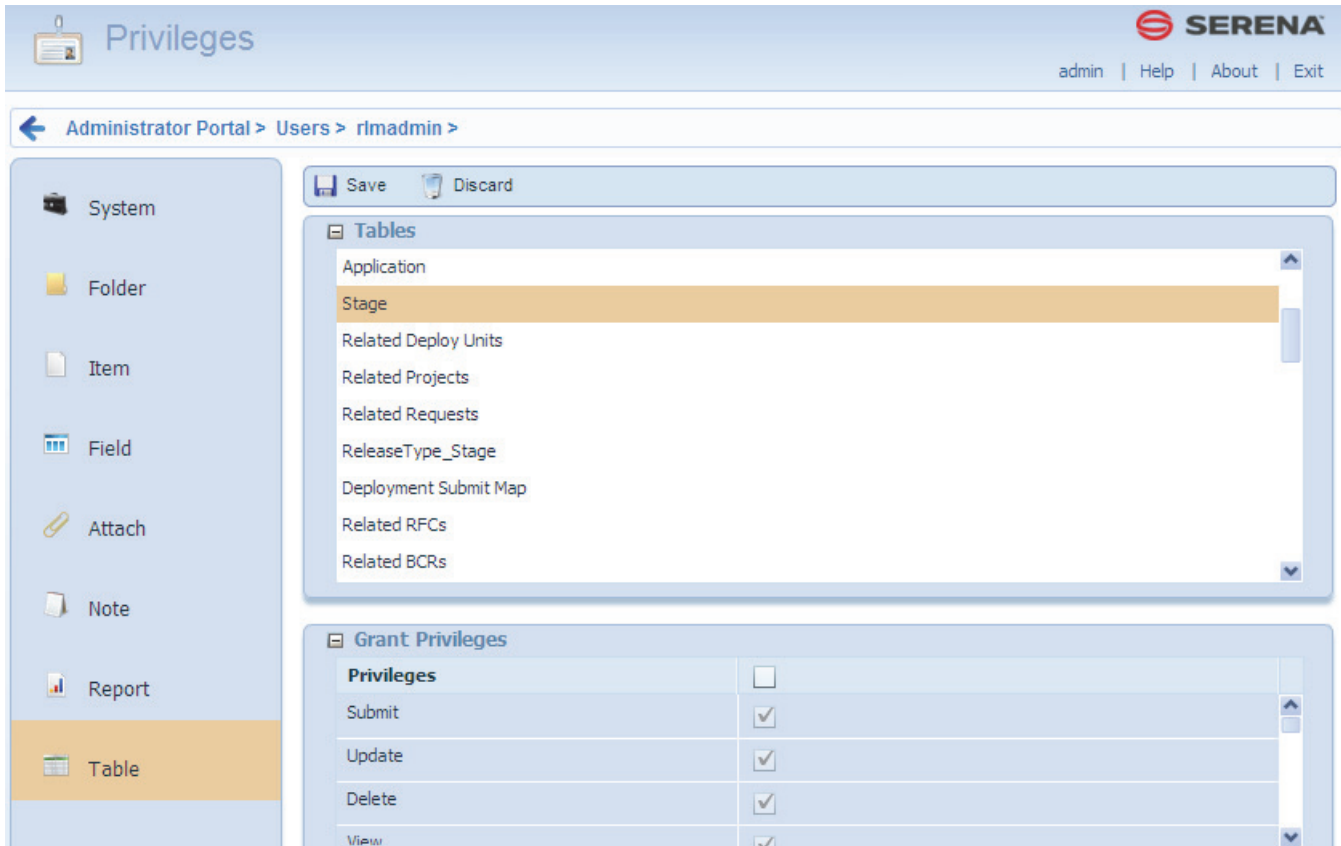 Privileges
SERENA
admin | Help | About | Exit
Administrator Portal > Users > rlmadmin >
System
Folder
Item
Field
Attach
Note
Report
Table
Save Discard
Tables
Application
Stage
Related Deploy Units
Related Projects
Related Requests
ReleaseType_Stage
Deployment Submit Map
Related RFCs
Related BCRs
Grant Privileges
Privileges
Submit
Update
Delete
View